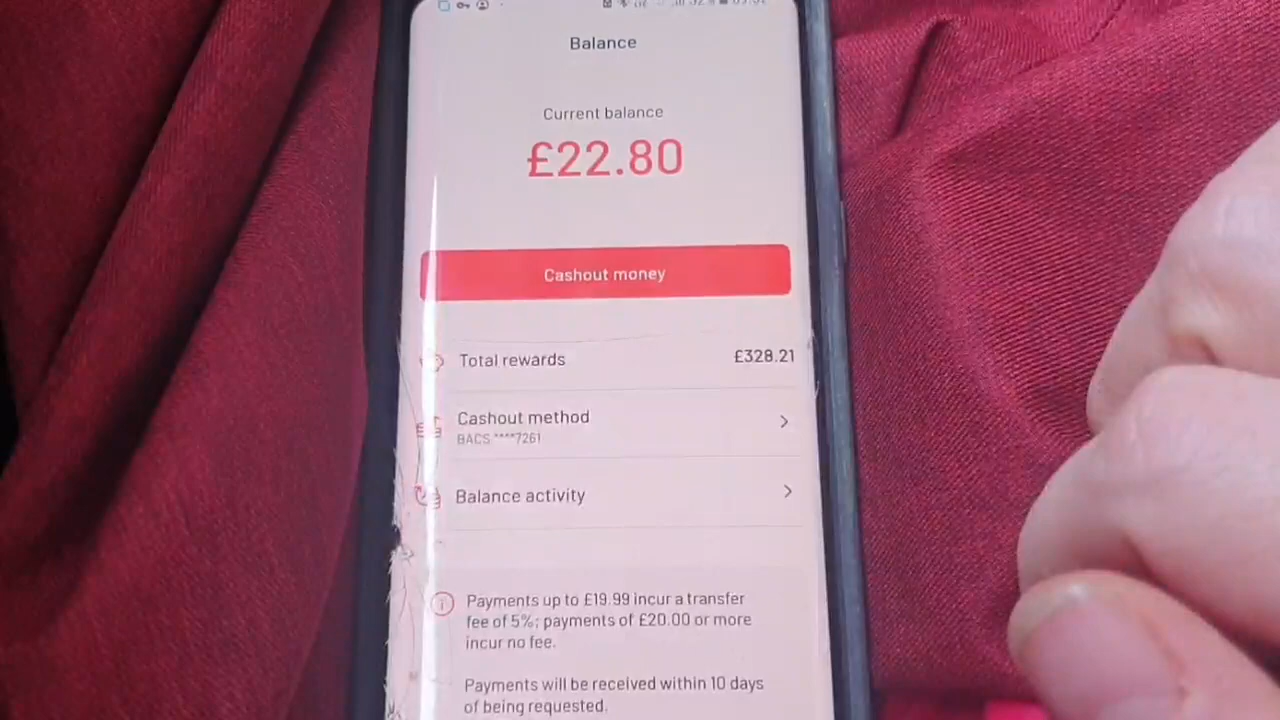 Balance
Current balance
£22.80
Cashout money
Total rewards £328.21
Cashout method
BACS ****7261
Balance activity
Payments up to £19.99 incur a transfer
fee of 5%; payments of £20.00 or more
incur no fee.
Payments will be received within 10 days
of being requested.